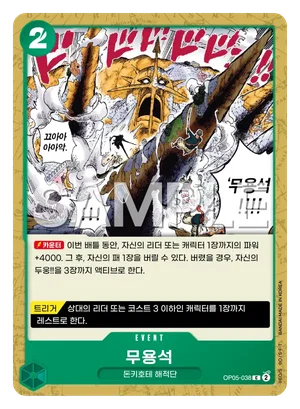 2
끄아아
아아악.
'무용석'
!!!!
SAMPLE
카운터 이번 배틀 동안, 자신의 리더 또는 캐릭터 1장까지의 파워
+4000. 그 후, 자신의 패 1장을 버릴 수 있다. 버렸을 경우, 자신의
두웅!!을 3장까지 액티브로 한다.
트리거 상대의 리더 또는 코스트 3 이하인 캐릭터를 1장까지
레스트로 한다.
EVENT
무용석
돈키호테 해적단
OP05-038 C 2